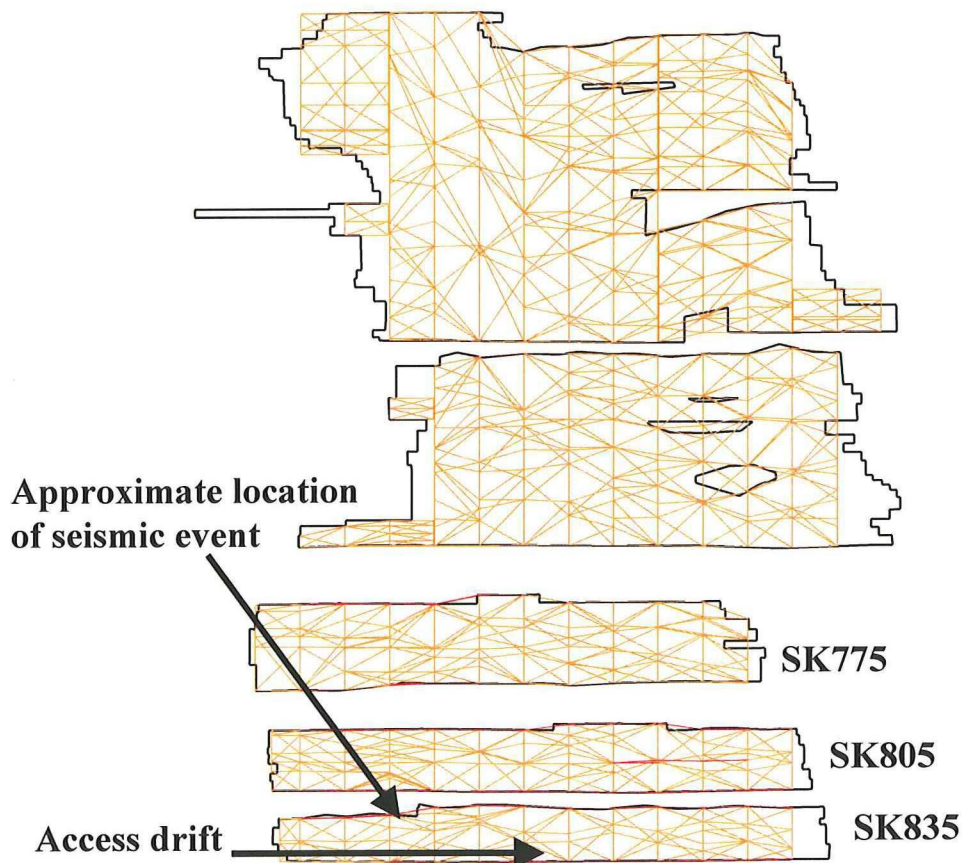 Approximate location
of seismic event
SK775
SK805
SK835
Access drift